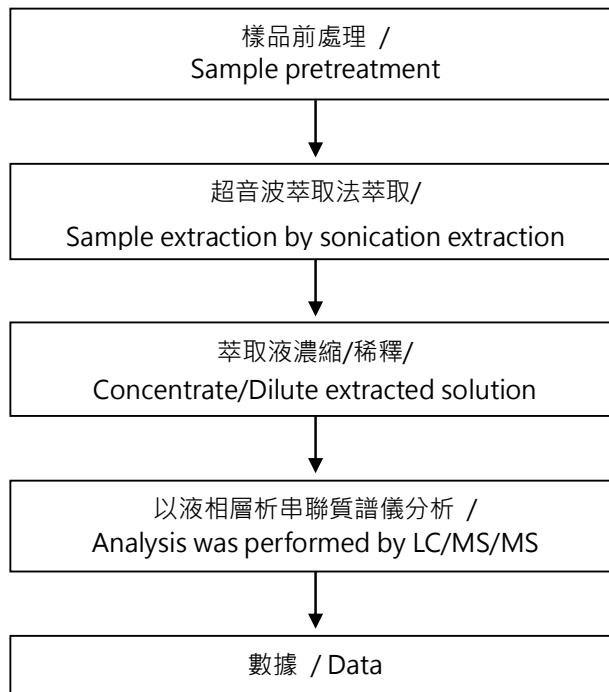 樣品前處理 /
Sample pretreatment
超音波萃取法萃取/
Sample extraction by sonication extraction
萃取液濃縮/稀釋/
Concentrate/Dilute extracted solution
以液相層析串聯質譜儀分析 /
Analysis was performed by LC/MS/MS
數據 / Data